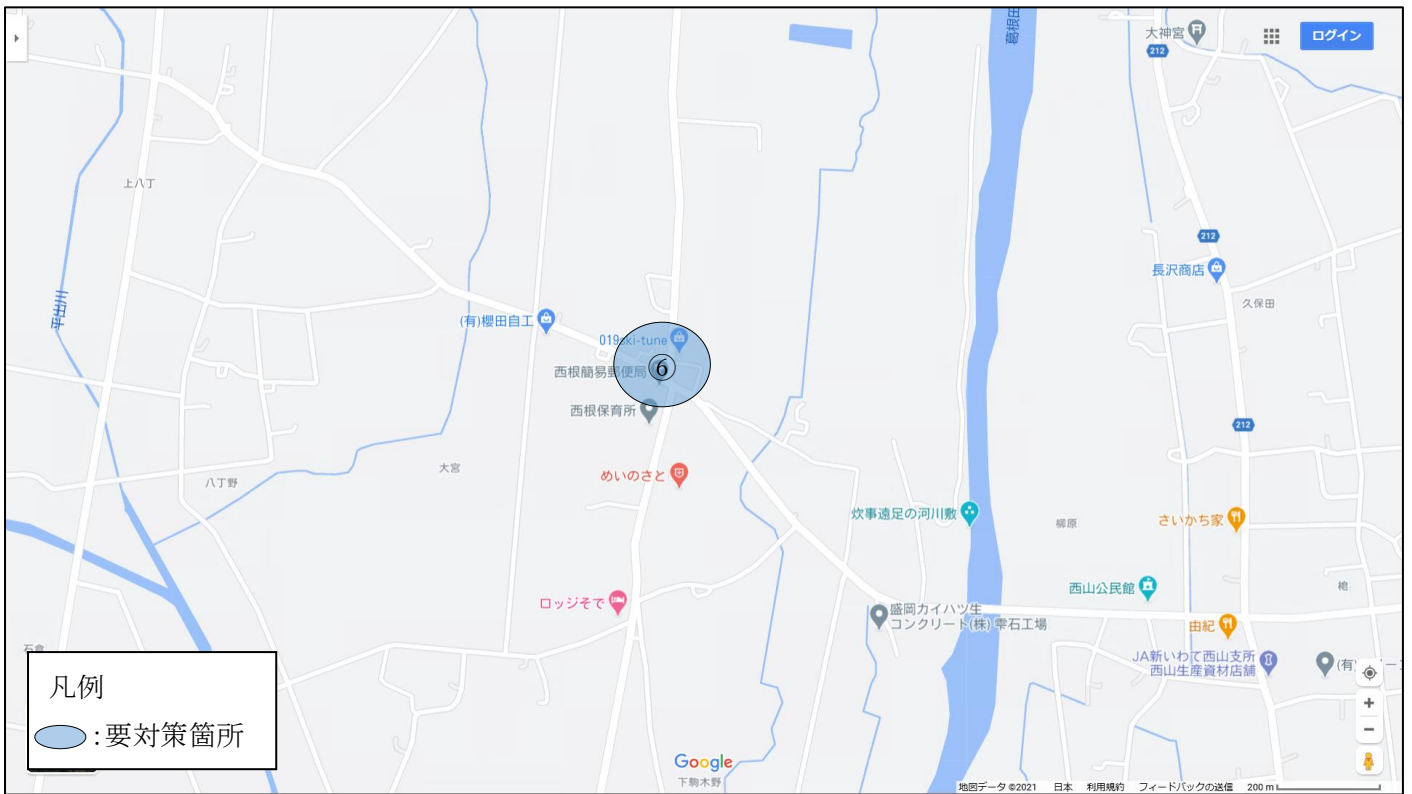 葛根田
大神宮
212
ログイン
上八丁
212
長沢商店
久保田
平出川
(有)櫻田自工
019ski-tune
西根簡易郵便局
⑥
西根保育所
212
大宮
めいのさと
八丁野
炊事遠足の河川敷
柳原
さいかち家
西山公民館
ロッジそで
盛岡カイハツ生
コンクリート(株) 雫石工場
由紀
JA新いわて西山支所
西山生産資材店舗
(有)
凡例
:要対策箇所
Google
下駒木野
地図データ ©2021 日本 利用規約 フィードバックの送信 200 m